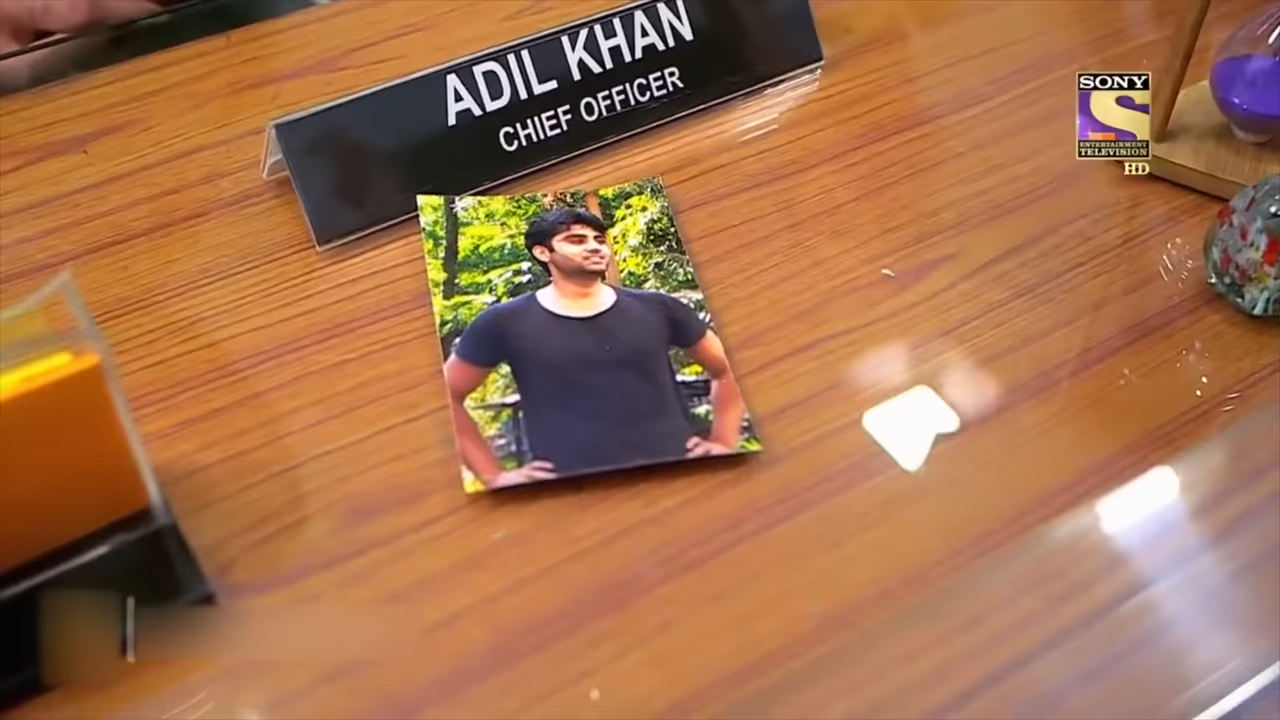 ADIL KHAN
CHIEF OFFICER
SONY
ENTERTAINMENT
TELEVISION
HD